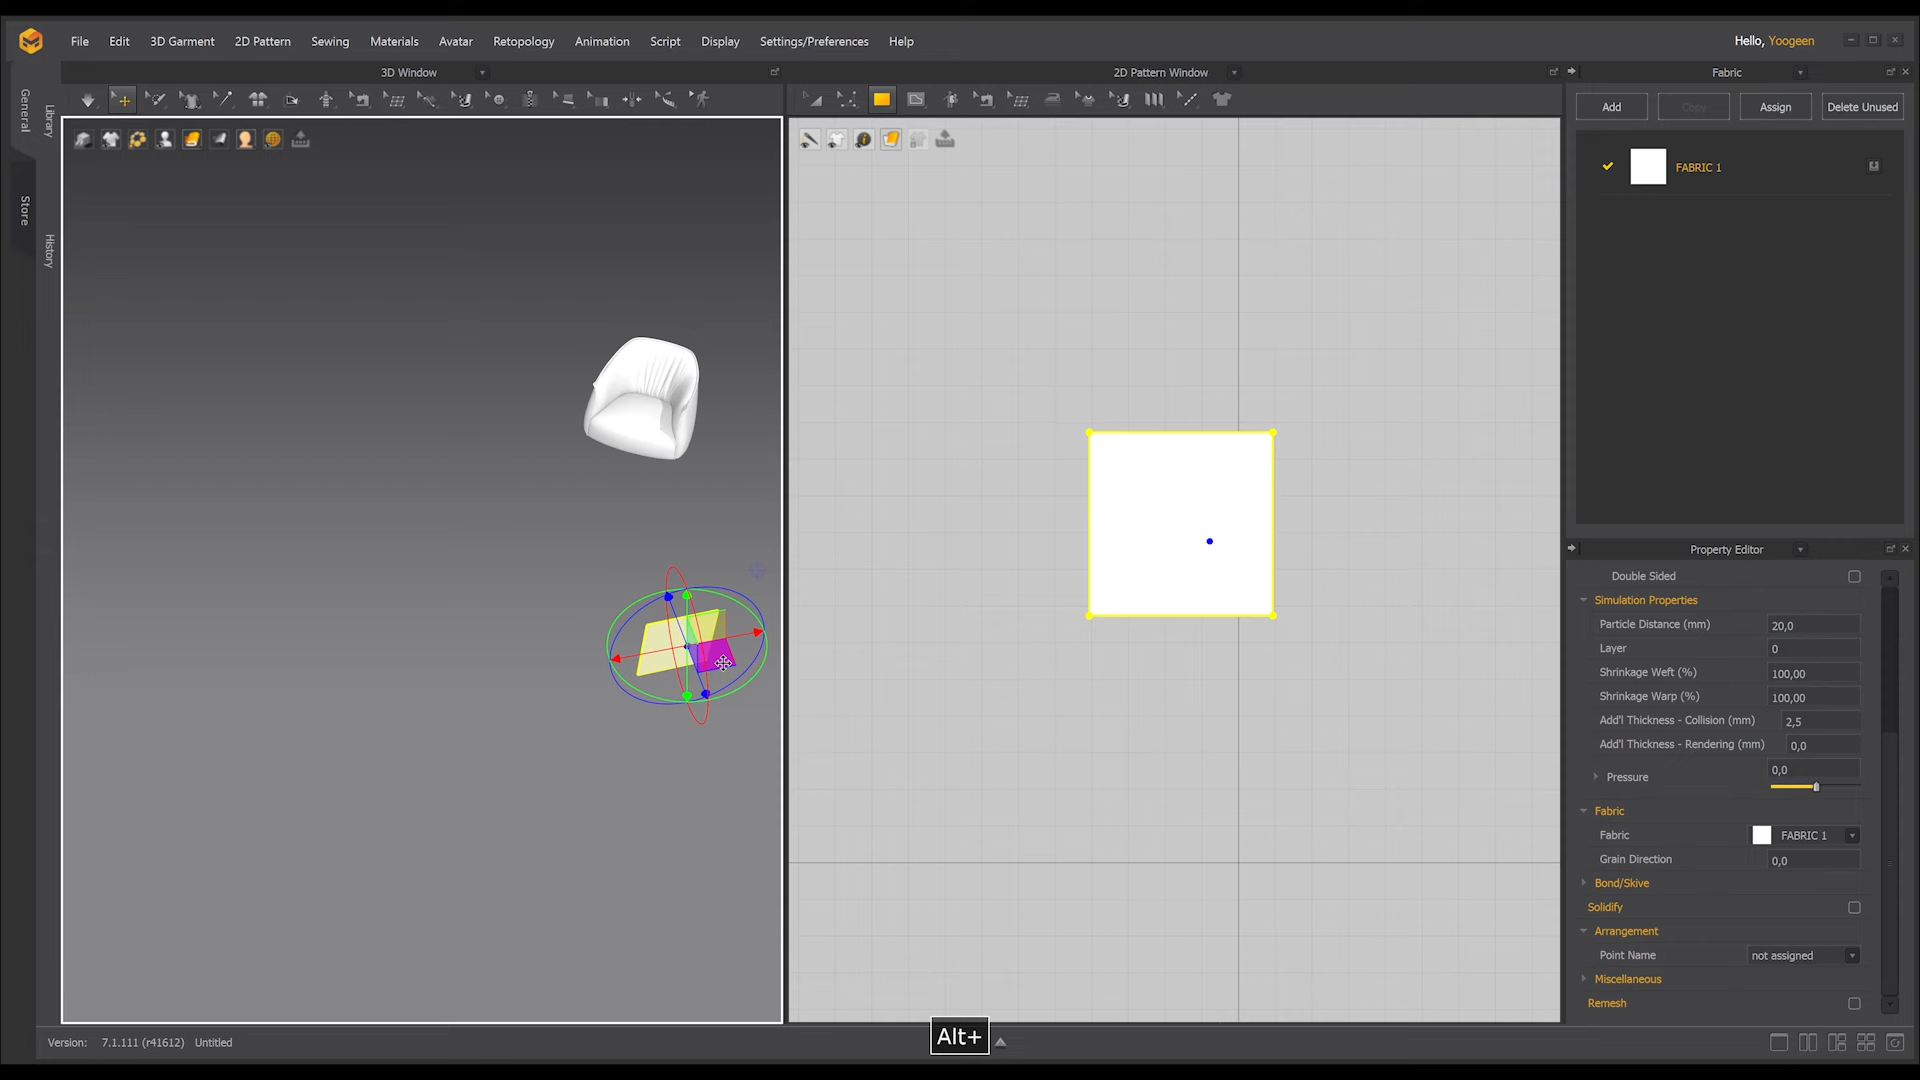 File Edit 3D Garment 2D Pattern Sewing Materials Avatar Retopology Animation Script Display Settings/Preferences Help
Hello, Yoogeen
General
Library
Store
History
3D Window
2D Pattern Window
Fabric
Add Copy Assign Delete Unused
FABRIC 1
Property Editor
Double Sided
Simulation Properties
Particle Distance (mm) 20,0
Layer 0
Shrinkage Weft (%) 100,00
Shrinkage Warp (%) 100,00
Add'l Thickness - Collision (mm) 2,5
Add'l Thickness - Rendering (mm) 0,0
Pressure 0,0
Fabric
Fabric FABRIC 1
Grain Direction 0,0
Bond/Skive
Solidify
Arrangement
Point Name not assigned
Miscellaneous
Remesh
Version: 7.1.111 (r41612) Untitled
Alt+